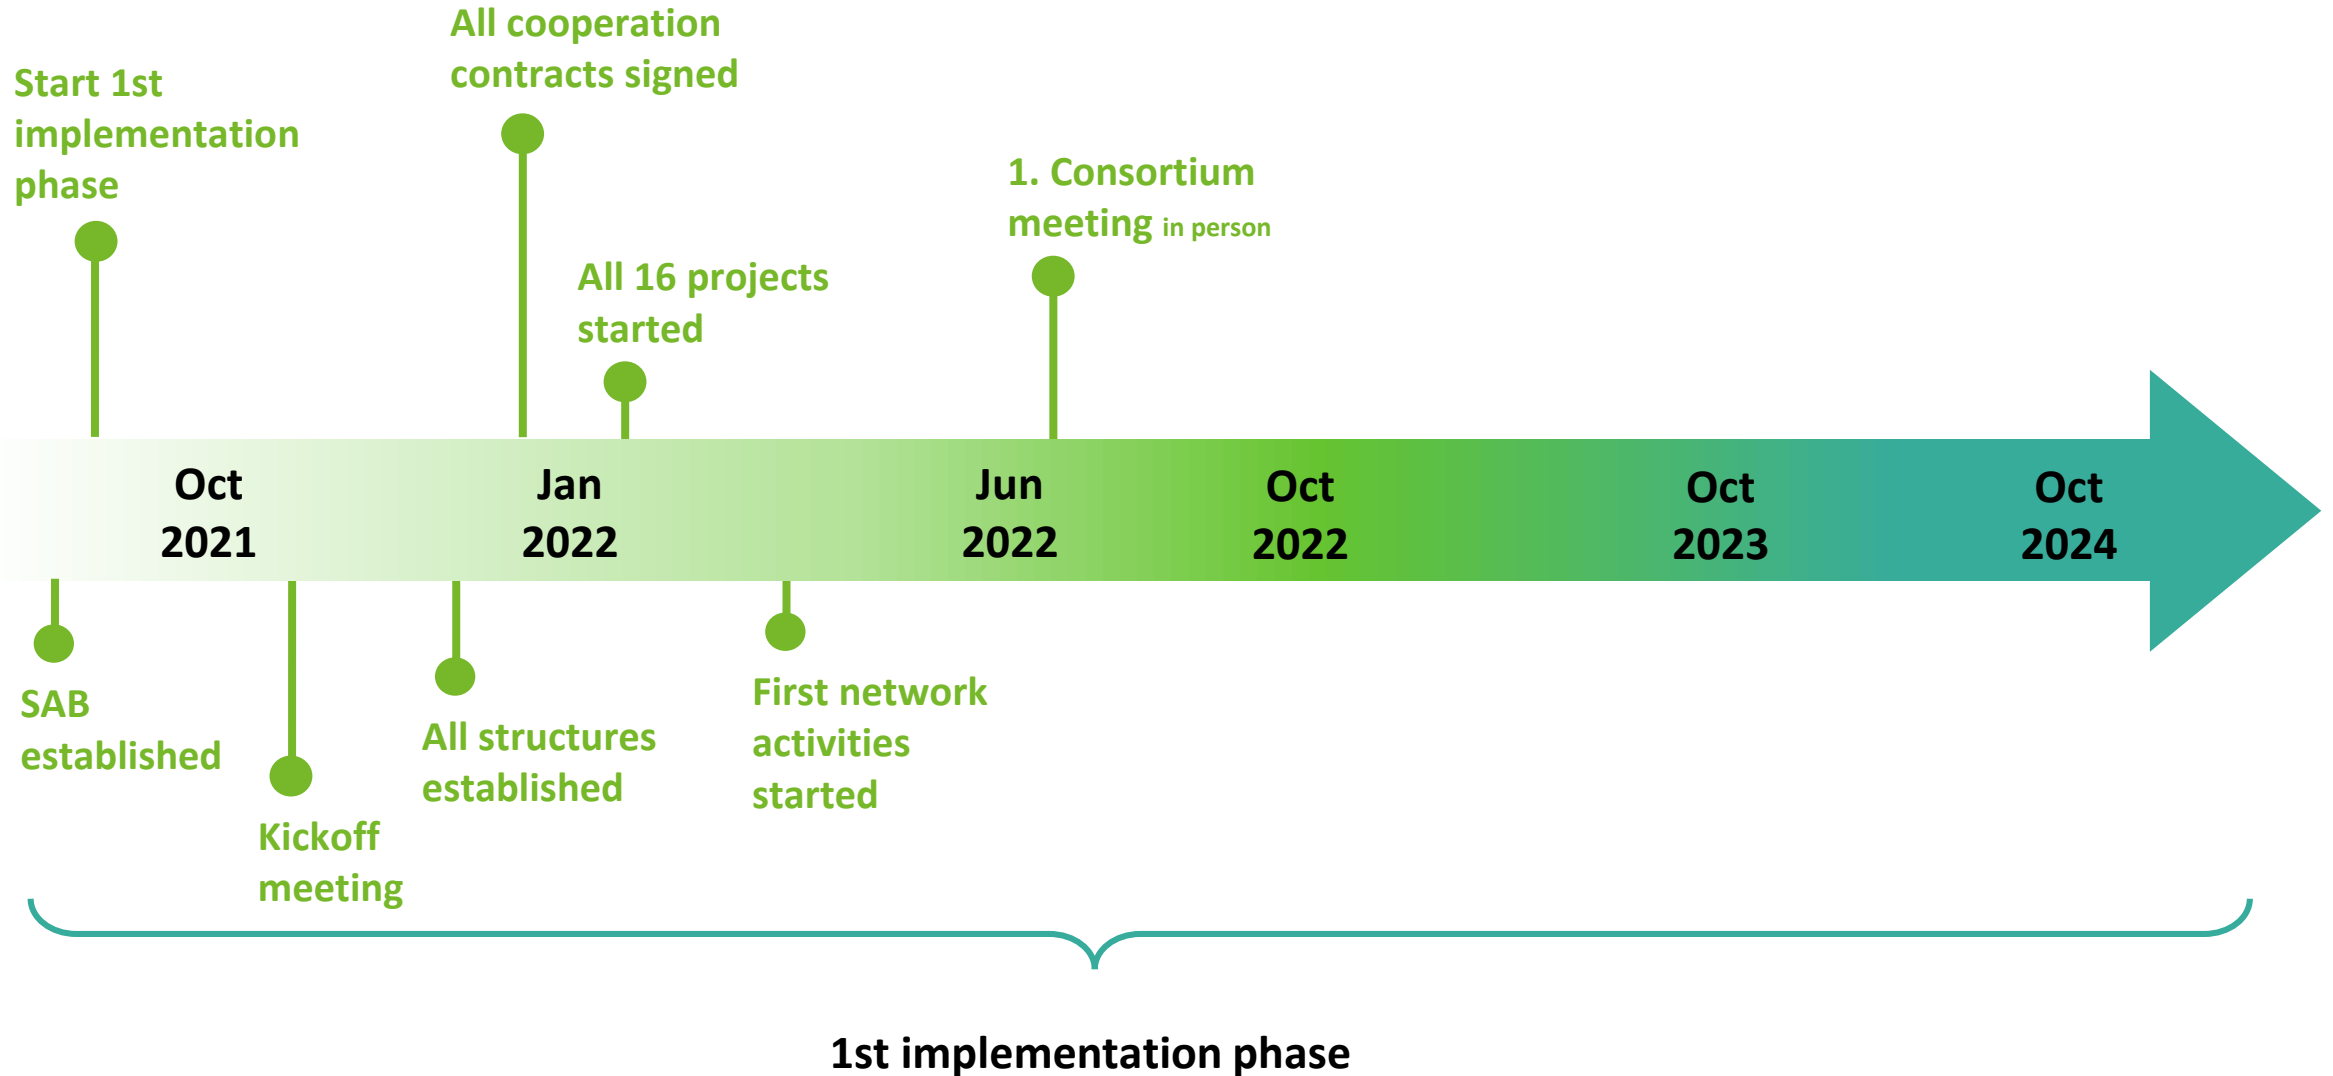 All cooperation
contracts signed
Start 1st
implementation
phase
1. Consortium
meeting in person
All 16 projects
started
Oct
2021
Jan
2022
Jun
2022
Oct
2022
Oct
2023
Oct
2024
SAB
established
Kickoff
meeting
All structures
established
First network
activities
started
1st implementation phase